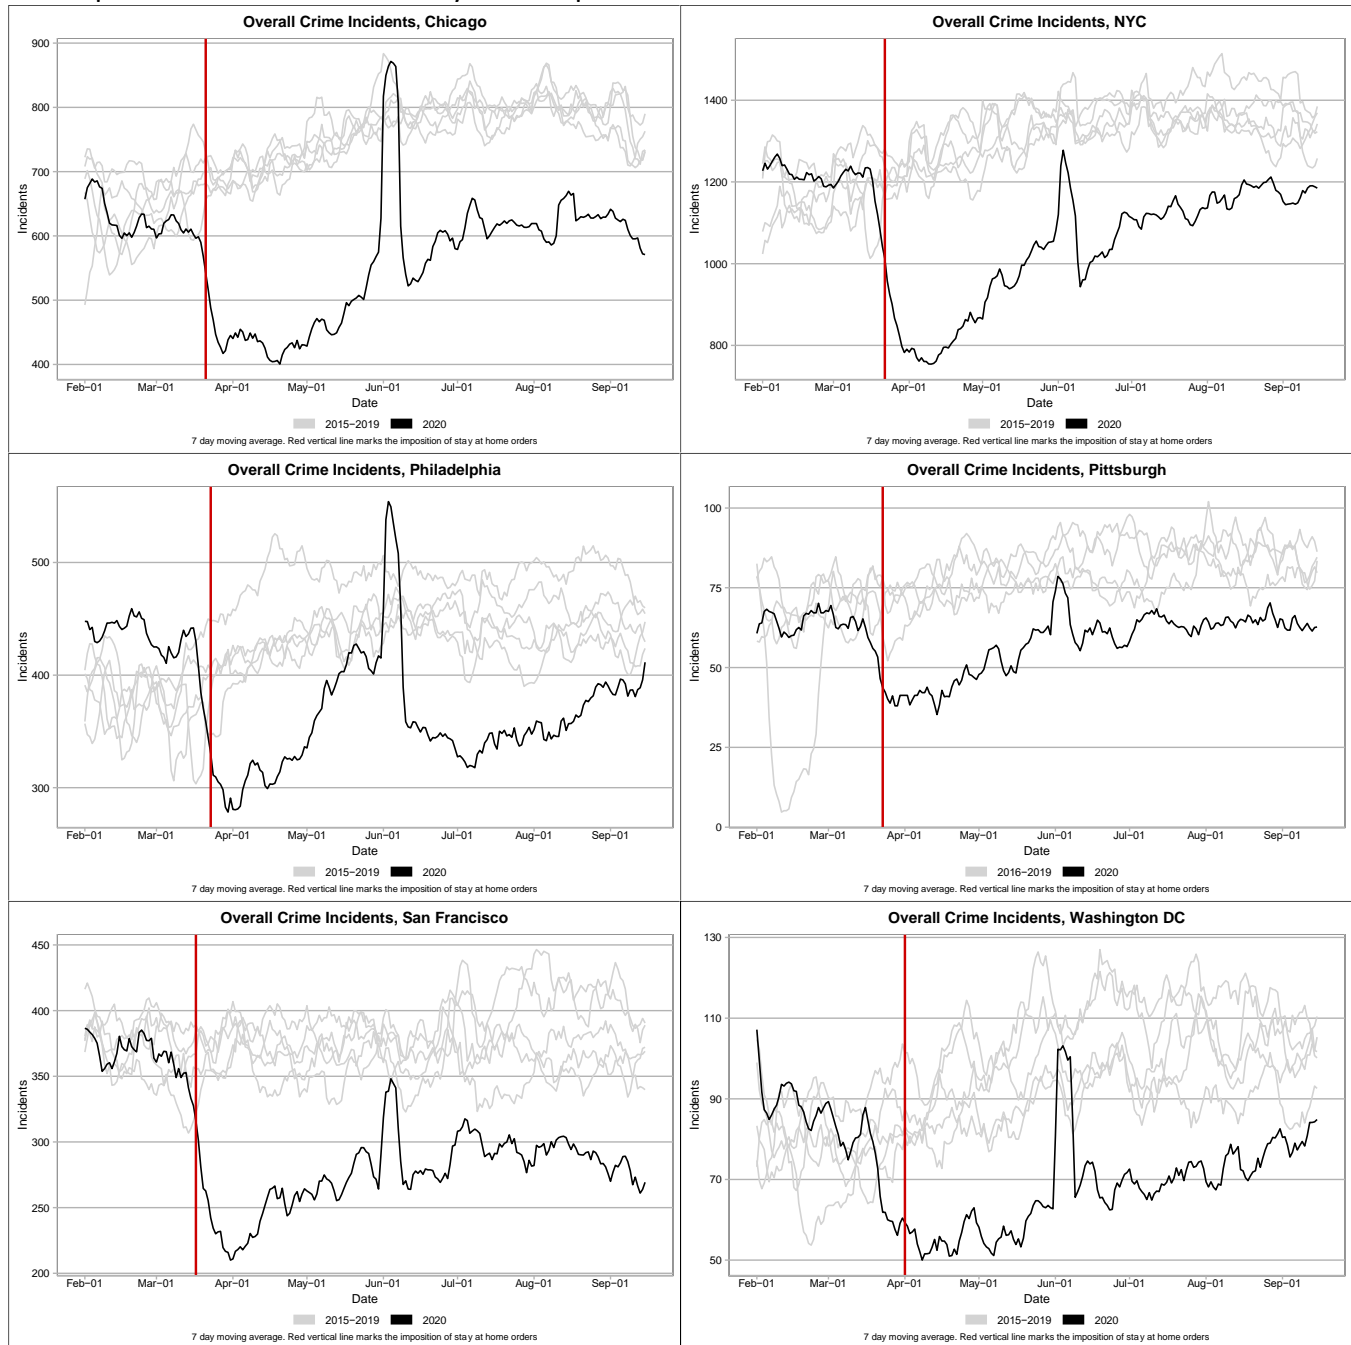 Overall Crime Incidents, Chicago
900
800
700
600
500
400
Incidents
Feb−01 Mar−01 Apr−01 May−01 Jun−01 Jul−01 Aug−01 Sep−01
Date
2015−2019 2020
7 day moving average. Red vertical line marks the imposition of stay at home orders
Overall Crime Incidents, NYC
1400
1200
1000
800
Incidents
Feb−01 Mar−01 Apr−01 May−01 Jun−01 Jul−01 Aug−01 Sep−01
Date
2015−2019 2020
7 day moving average. Red vertical line marks the imposition of stay at home orders
Overall Crime Incidents, Philadelphia
500
400
300
Incidents
Feb−01 Mar−01 Apr−01 May−01 Jun−01 Jul−01 Aug−01 Sep−01
Date
2015−2019 2020
7 day moving average. Red vertical line marks the imposition of stay at home orders
Overall Crime Incidents, Pittsburgh
100
75
50
25
0
Incidents
Feb−01 Mar−01 Apr−01 May−01 Jun−01 Jul−01 Aug−01 Sep−01
Date
2016−2019 2020
7 day moving average. Red vertical line marks the imposition of stay at home orders
Overall Crime Incidents, San Francisco
450
400
350
300
250
200
Incidents
Feb−01 Mar−01 Apr−01 May−01 Jun−01 Jul−01 Aug−01 Sep−01
Date
2015−2019 2020
7 day moving average. Red vertical line marks the imposition of stay at home orders
Overall Crime Incidents, Washington DC
130
110
90
70
50
Incidents
Feb−01 Mar−01 Apr−01 May−01 Jun−01 Jul−01 Aug−01 Sep−01
Date
2015−2019 2020
7 day moving average. Red vertical line marks the imposition of stay at home orders